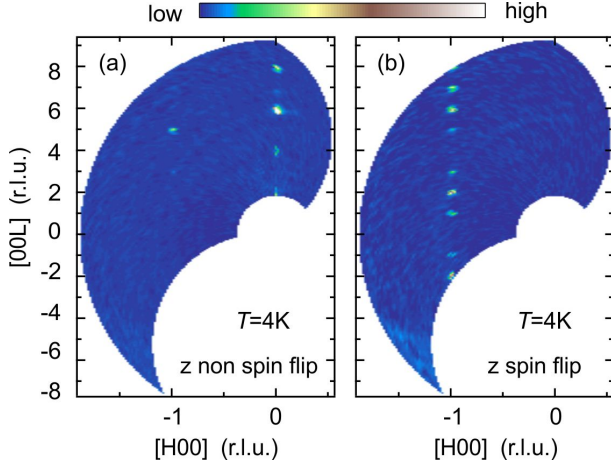 low high
(a) (b)
8
6
4
2
0
-2
-4
-6
-8
[00L] (r.l.u.)
T=4K T=4K
z non spin flip z spin flip
-1 0 -1 0
[H00] (r.l.u.) [H00] (r.l.u.)